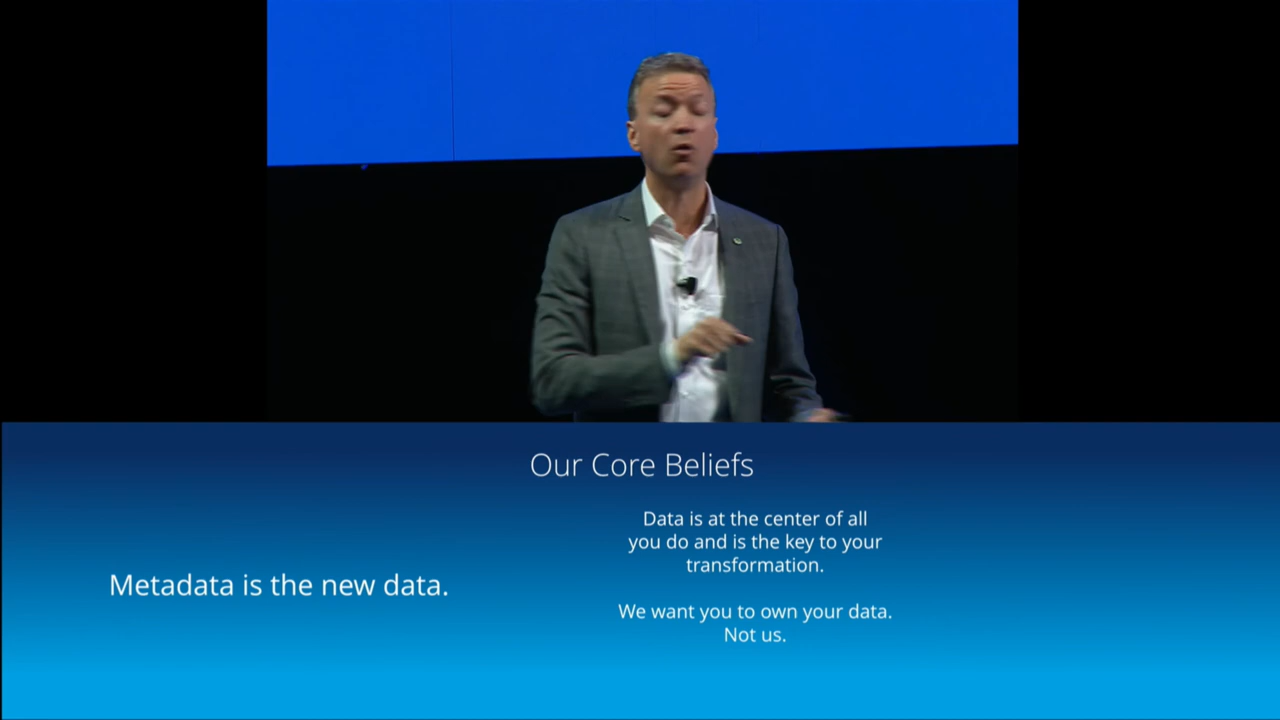 Our Core Beliefs
Metadata is the new data.
Data is at the center of all
you do and is the key to your
transformation.
We want you to own your data.
Not us.